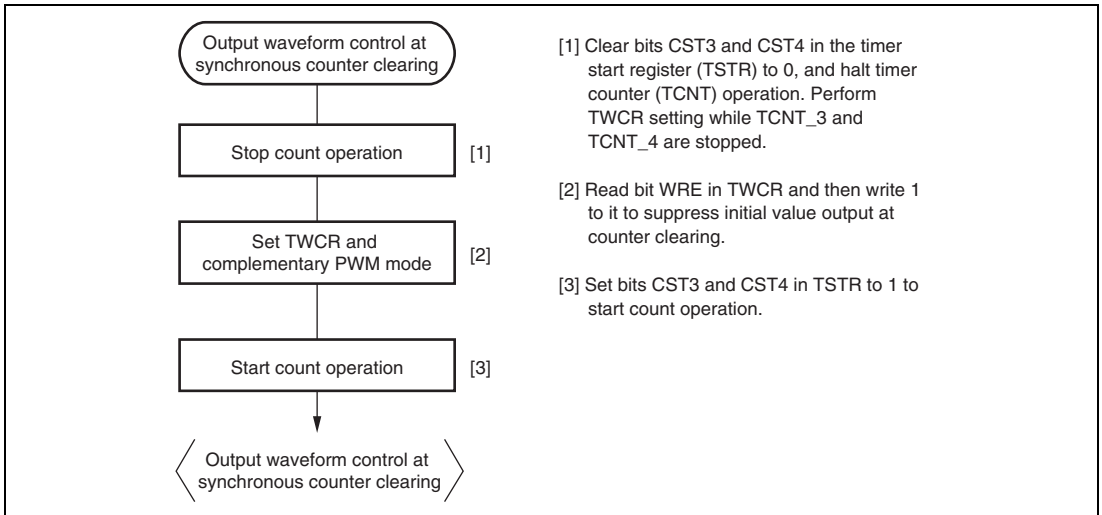 Output waveform control at
synchronous counter clearing
Stop count operation
[1]
Set TWCR and
complementary PWM mode
[2]
Start count operation
[3]
Output waveform control at
synchronous counter clearing
[1] Clear bits CST3 and CST4 in the timer
start register (TSTR) to 0, and halt timer
counter (TCNT) operation. Perform
TWCR setting while TCNT_3 and
TCNT_4 are stopped.
[2] Read bit WRE in TWCR and then write 1
to it to suppress initial value output at
counter clearing.
[3] Set bits CST3 and CST4 in TSTR to 1 to
start count operation.